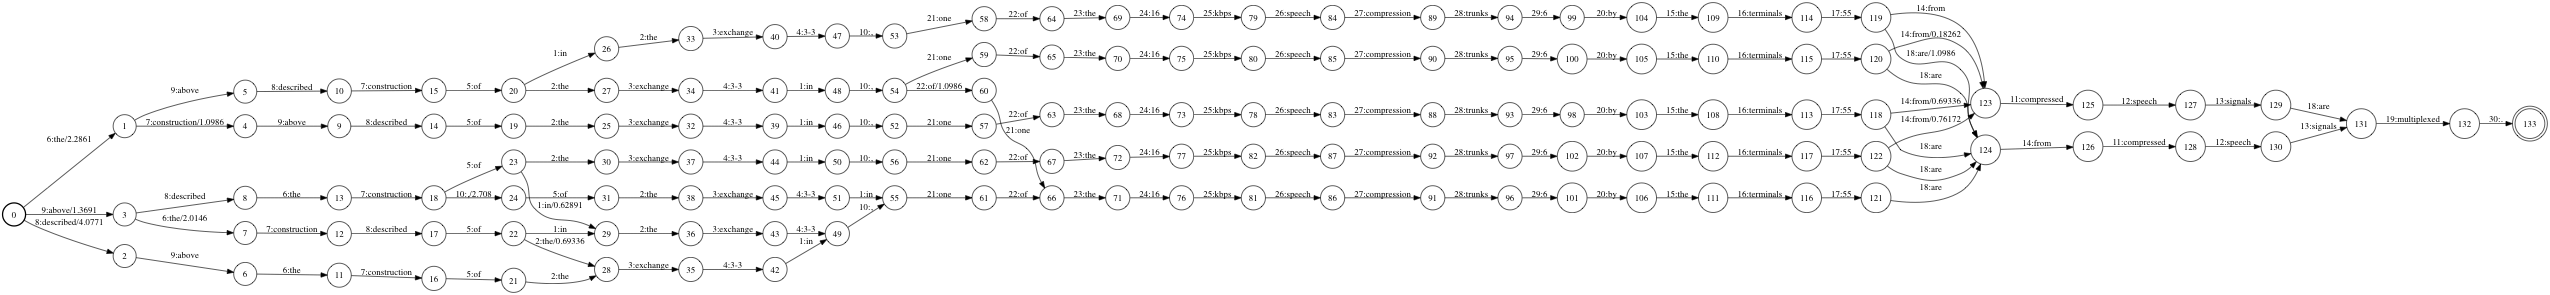 0 6:the/2.2861 1 9:above 5 8:described 10 7:construction 15 5:of 20 1:in 26 2:the 33 3:exchange 40 4:3-3 47 10:. 53 21:one 58 22:of 64 23:the 69 24:16 74 25:kbps 79 26:speech 84 27:compression 89 28:trunks 94 29:6 99 20:by 104 15:the 109 16:terminals 114 17:55 119 14:from
18:are/1.0986
2:the 27 3:exchange 34 4:3-3 41 1:in 48 10:. 54 21:one 59 22:of 65 23:the 70 24:16 75 25:kbps 80 26:speech 85 27:compression 90 28:trunks 95 29:6 100 20:by 105 15:the 110 16:terminals 115 17:55 120 14:from/0.18262
18:are
22:of/1.0986 60 21:one
7:construction/1.0986 4 9:above 9 8:described 14 5:of 19 2:the 25 3:exchange 32 4:3-3 39 1:in 46 10:. 52 21:one 57 22:of 63 23:the 68 24:16 73 25:kbps 78 26:speech 83 27:compression 88 28:trunks 93 29:6 98 20:by 103 15:the 108 16:terminals 113 17:55 118 14:from/0.69336
18:are
123 11:compressed 125 12:speech 127 13:signals 129 18:are 131 19:multiplexed 132 30:. 133
9:above/1.3691 3 8:described 8 6:the 13 7:construction 18 5:of 23 2:the 30 3:exchange 37 4:3-3 44 1:in 50 10:. 56 21:one 62 22:of 67 23:the 72 24:16 77 25:kbps 82 26:speech 87 27:compression 92 28:trunks 97 29:6 102 20:by 107 15:the 112 16:terminals 117 17:55 122 14:from/0.76172
18:are
124 14:from 126 11:compressed 128 12:speech 130 13:signals
1:in/0.62891
10:./2.708 24 5:of 31 2:the 38 3:exchange 45 4:3-3 51 1:in 55 21:one 61 22:of 66 23:the 71 24:16 76 25:kbps 81 26:speech 86 27:compression 91 28:trunks 96 29:6 101 20:by 106 15:the 111 16:terminals 116 17:55 121 18:are
6:the/2.0146 7 7:construction 12 8:described 17 5:of 22 1:in 29 2:the 36 3:exchange 43 4:3-3 49 10:.
2:the/0.69336
8:described/4.0771 2 9:above 6 6:the 11 7:construction 16 5:of 21 2:the 28 3:exchange 35 4:3-3 42 1:in